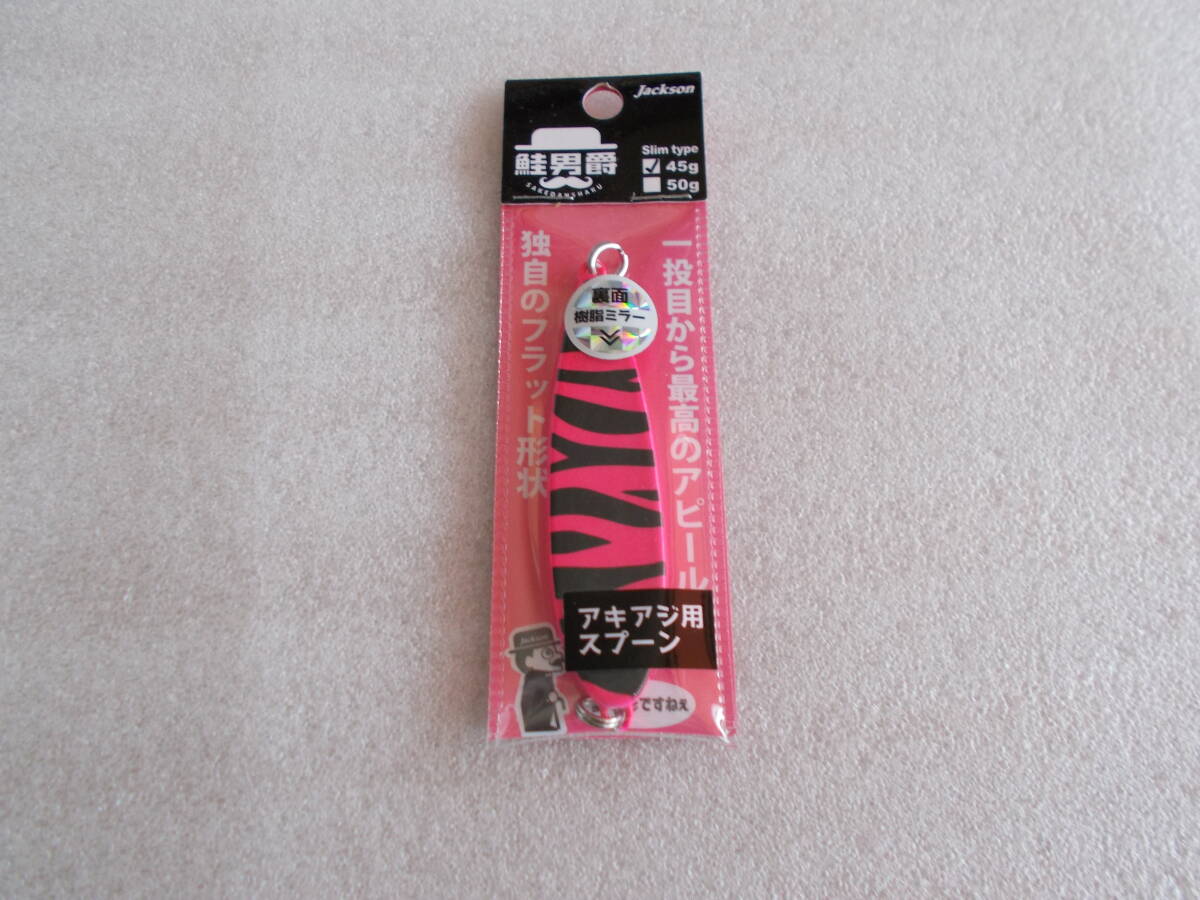 Jackson
鮭男爵
SAKEDANSHAKU
Slim type
45g
50g
一投目から最高のアピール
独自のフラット形状
裏面
樹脂ミラー
アキアジ用
スプーン
Jackson
ですねぇ